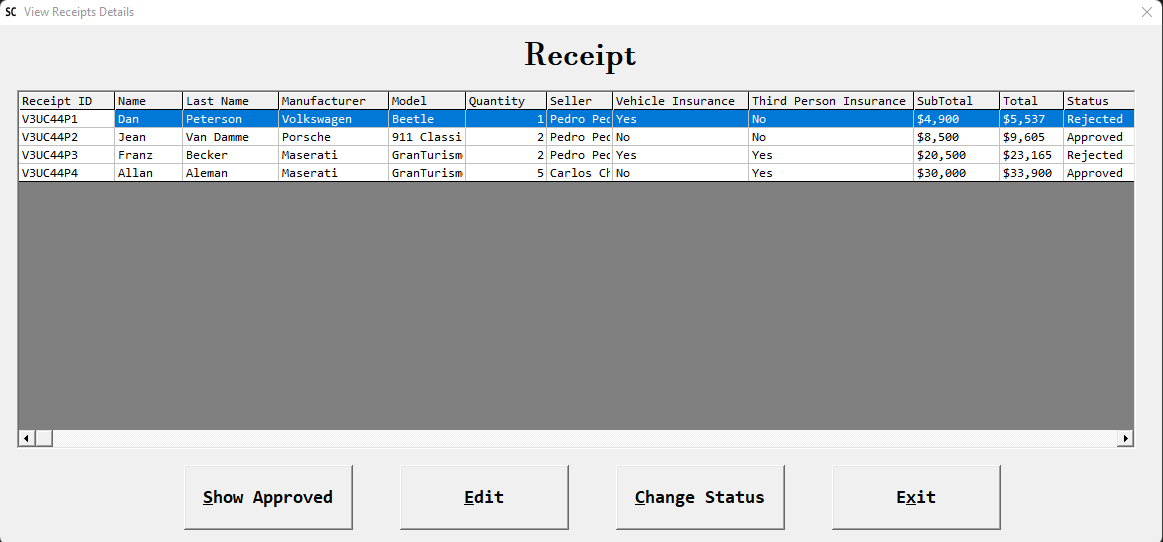 SC View Receipts Details
Receipt
Receipt ID Name Last Name Manufacturer Model Quantity Seller Vehicle Insurance Third Person Insurance SubTotal Total Status
V3UC44P1 Dan Peterson Volkswagen Beetle 1 Pedro Yes No $4,900 $5,537 Rejected
V3UC44P2 Jean Van Damme Porsche 911 Classi 2 Pedro No No $8,500 $9,605 Approved
V3UC44P3 Franz Becker Maserati GranTurism 2 Pedro Yes Yes $20,500 $23,165 Rejected
V3UC44P4 Allan Aleman Maserati GranTurism 5 Carlos No Yes $30,000 $33,900 Approved
Show Approved Edit Change Status Exit